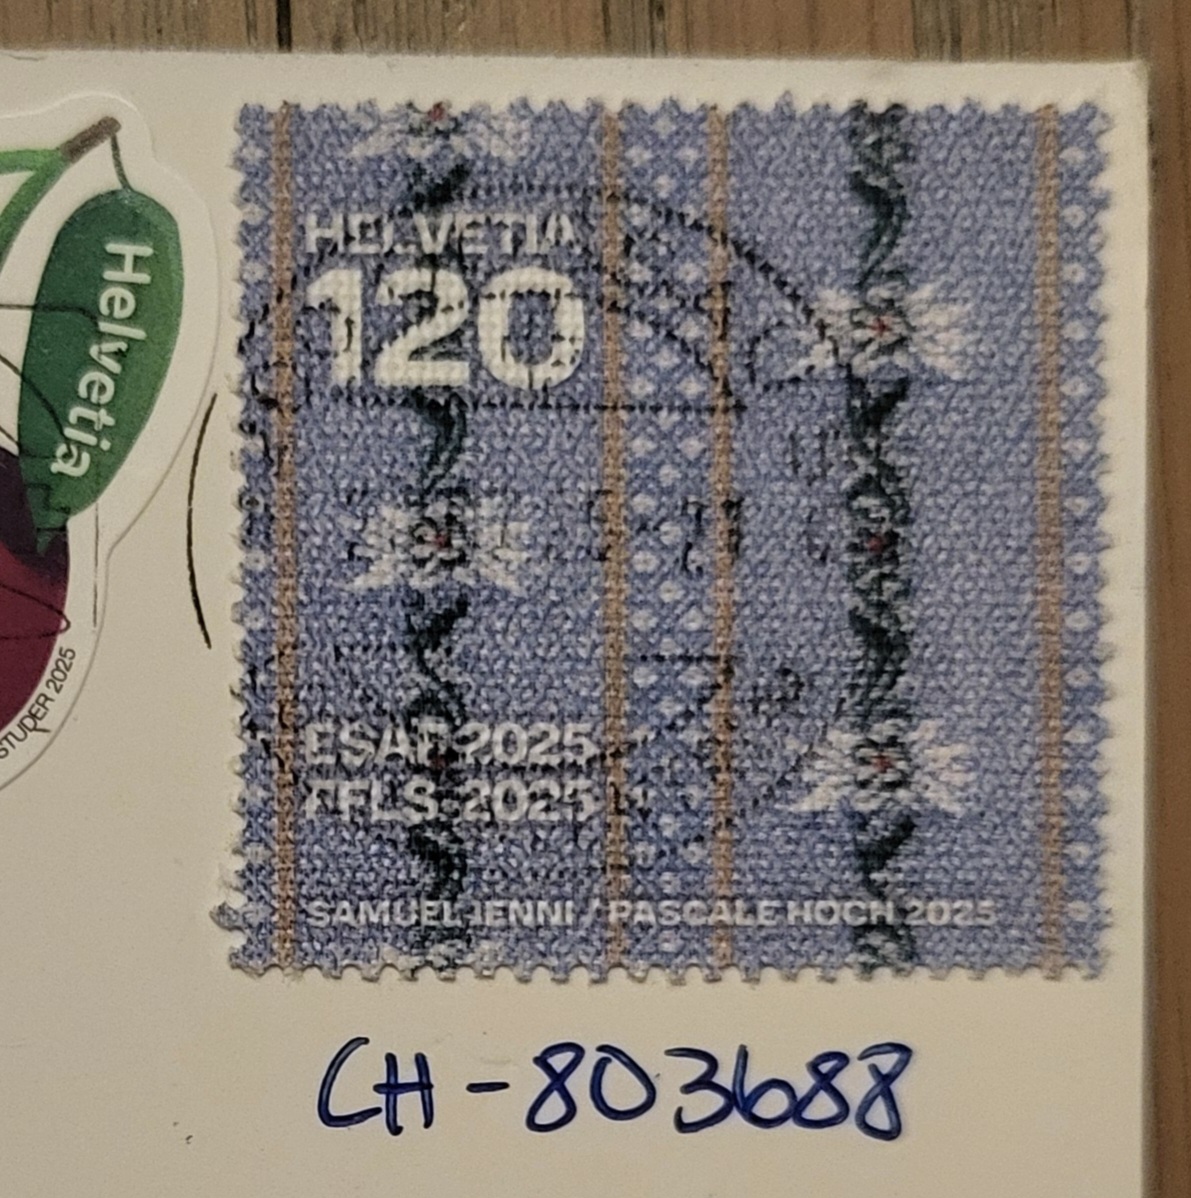 Helvetia
STUDER 2025
HELVETIA
120
ESAF 2025
FFLS 2025
SAMUEL JENNI / PASCALE HOCH 2025
CH-803688